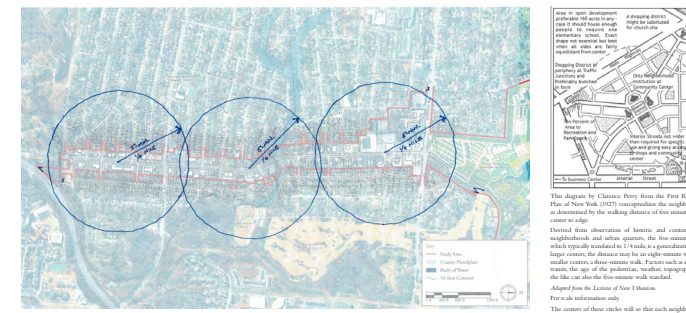 5 WALK
1/4 MILE
5 WALK
1/4 MILE
5 WALK
1/4 MILE
Key
Study Area
County Floodplain
Body of Water
10-foot Contour
N
Area in open development
preferable 160 acres in any
case it should house enough
people to require one
elementary school. Exact
shape not essential but best
when all sides are fairly
equidistant from center
A shopping district
might be substituted
for church site
Shopping District in
periphery at Traffic
Junctions and
Preferably bunched
in form
Only Neighborhood
Institution at
Community Center
Ten Percent of
Area to
Recreation and
Park Space
Interior Streets not wider
than required for specific
use and giving easy access
to shops and community
center
To business Center
Arterial Street
This diagram by Clarence Perry from the First R
Plan of New York (1927) conceptualizes the neighb
as determined by the walking distance of five minut
center to edge.
Derived from observation of historic and contem
neighborhoods and urban quarters, the five-minut
which typically translated to 1/4 mile, is a generalizati
larger centers, the distance may be an eight-minute w
smaller centers, a three-minute walk. Factors such as a
transit, the age of the pedestrian, weather, topograp
the like can also the five-minute walk standard.
Adapted from the Lexicon of New Urbanism.
For scale information only.
The centers of these circles will so that each neighb